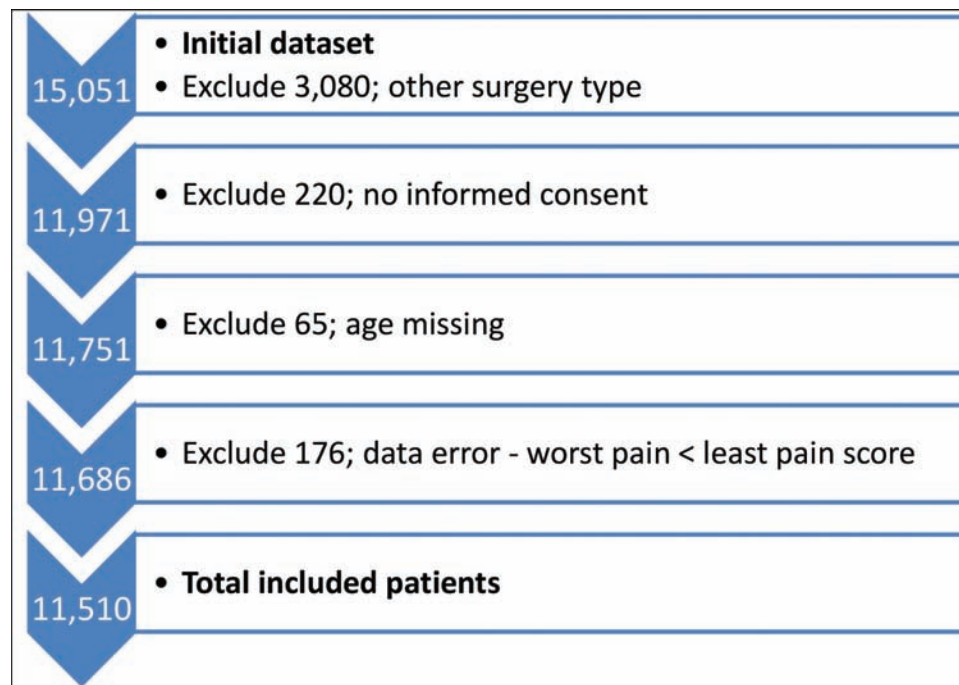 15,051
• Initial dataset
• Exclude 3,080; other surgery type
11,971
• Exclude 220; no informed consent
11,751
• Exclude 65; age missing
11,686
• Exclude 176; data error - worst pain < least pain score
11,510
• Total included patients